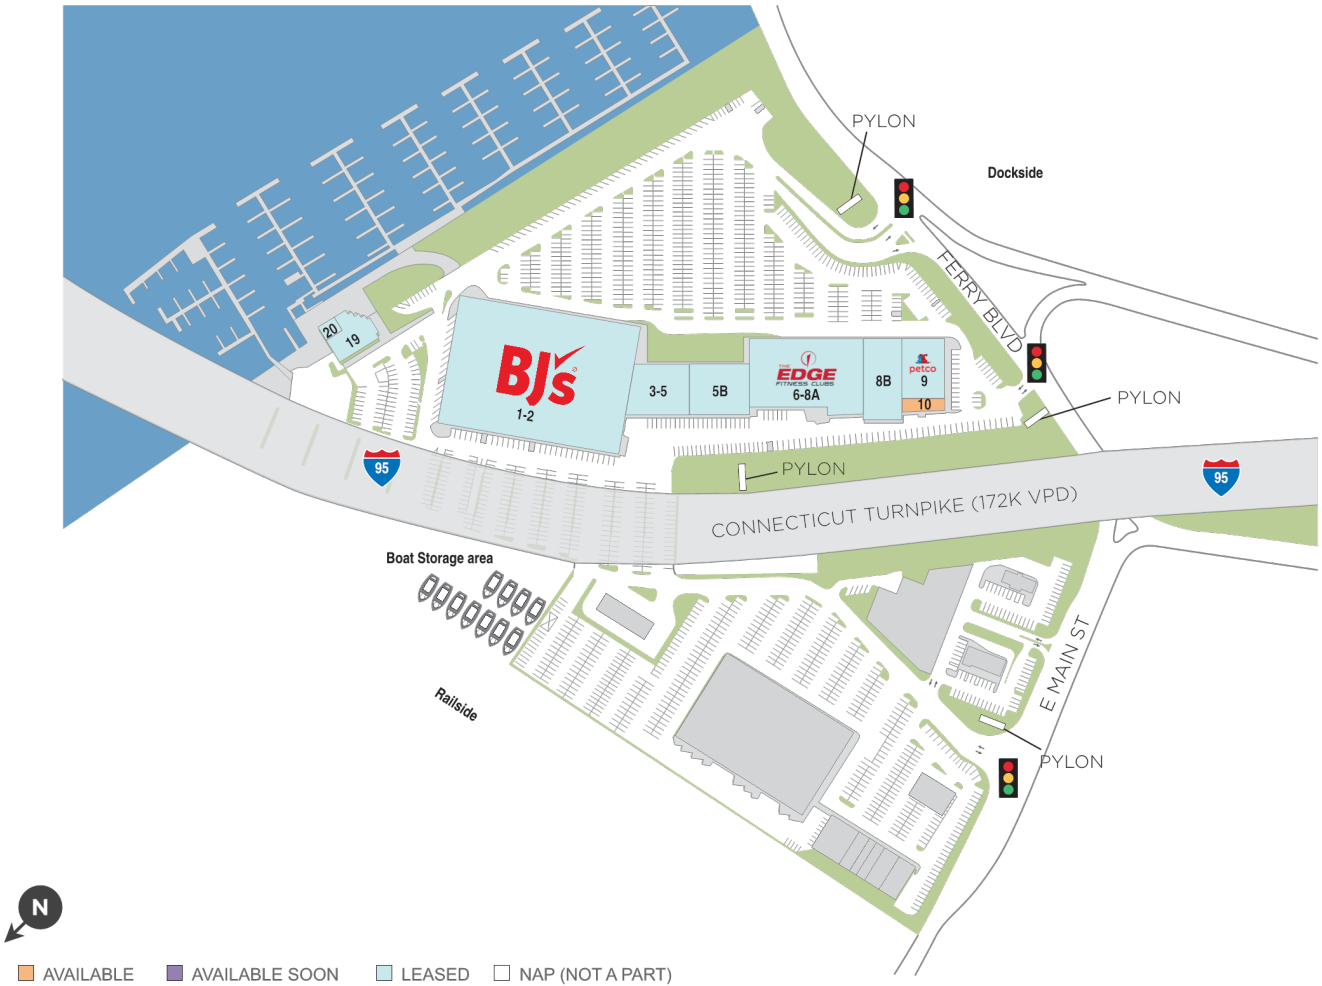 PYLON
Dockside
FERRY BLVD
20
19
BJ's
1-2
3-5
5B
THE
EDGE
FITNESS CLUBS
6-8A
8B
petco
9
10
PYLON
PYLON
95
95
CONNECTICUT TURNPIKE (172K VPD)
Boat Storage area
Railside
E MAIN ST
PYLON
N
AVAILABLE
AVAILABLE SOON
LEASED
NAP (NOT A PART)